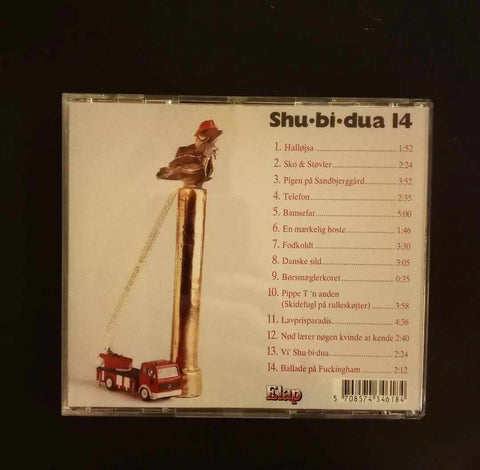 Shu·bi·dua 14
1. Halløjsa 1:52
2. Sko & Støvler 2:24
3. Pigen på Sandbjerggård 3:52
4. Telefon 2:35
5. Bamsefar 5:00
6. En mærkelig hoste 1:46
7. Fodkoldt 3:30
8. Danske sild 3:05
9. Børsmæglerkoret 0:35
10. Pippe T 'n anden
(Skidefugl på rulleskøjter) 3:58
11. Lavprisparadis 4:36
12. Nød lærer nøgen kvinde at kende 2:40
13. Vi' Shu·bi·dua 2:24
14. Ballade på Fuckingham 2:12
Elap
5 708574 346184